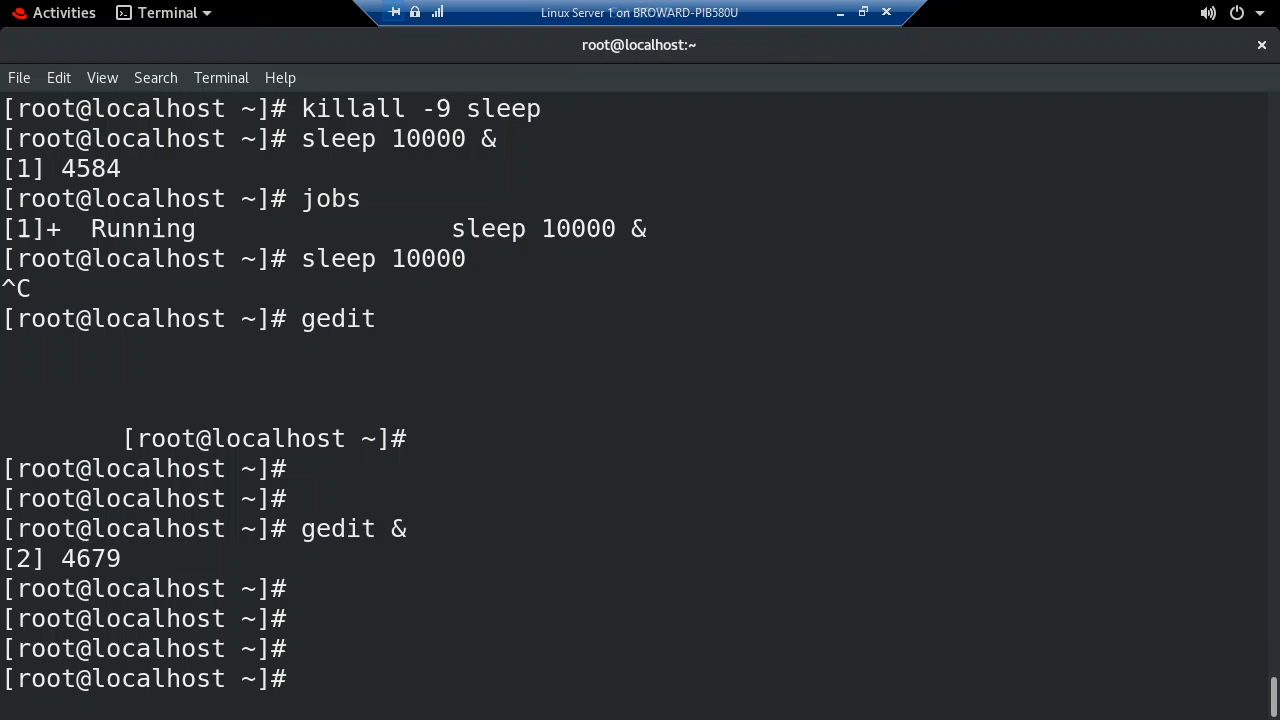 Activities Terminal Linux Server 1 on BROWARD-PIB580U
root@localhost:~
File Edit View Search Terminal Help
[root@localhost ~]# killall -9 sleep
[root@localhost ~]# sleep 10000 &
[1] 4584
[root@localhost ~]# jobs
[1]+  Running                 sleep 10000 &
[root@localhost ~]# sleep 10000
^C
[root@localhost ~]# gedit
[root@localhost ~]#
[root@localhost ~]#
[root@localhost ~]#
[root@localhost ~]# gedit &
[2] 4679
[root@localhost ~]#
[root@localhost ~]#
[root@localhost ~]#
[root@localhost ~]#